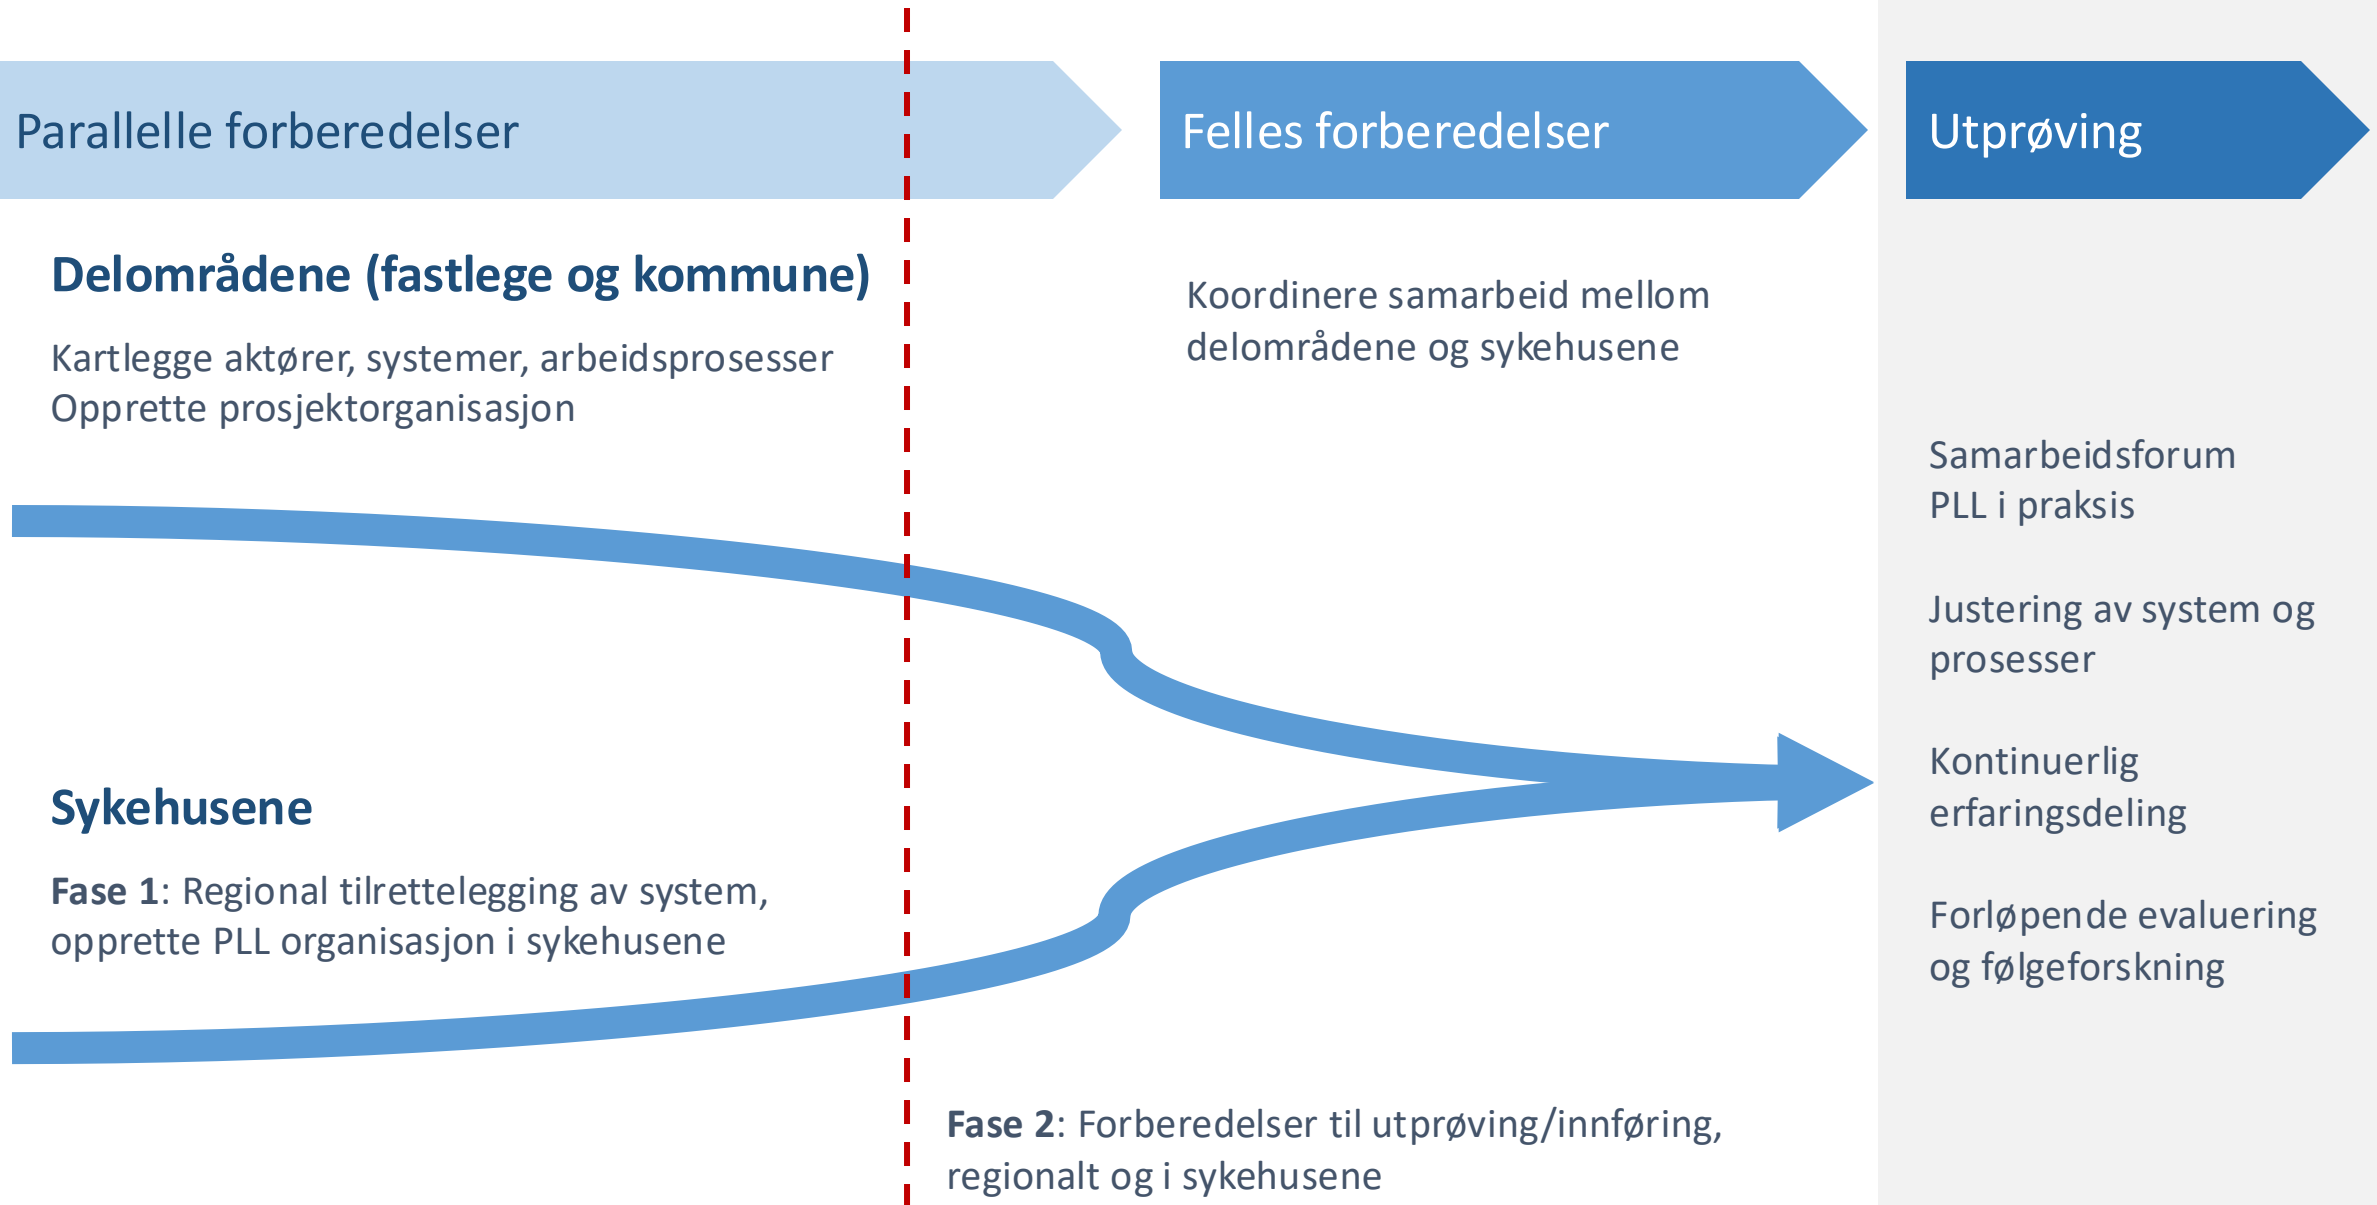 Parallelle forberedelser
Felles forberedelser
Utprøving
Delområdene (fastlege og kommune)
Kartlegge aktører, systemer, arbeidsprosesser
Opprette prosjektorganisasjon
Koordinere samarbeid mellom
delområdene og sykehusene
Sykehusene
Fase 1: Regional tilrettelegging av system,
opprette PLL organisasjon i sykehusene
Fase 2: Forberedelser til utprøving/innføring,
regionalt og i sykehusene
Samarbeidsforum
PLL i praksis
Justering av system og
prosesser
Kontinuerlig
erfaringsdeling
Forløpende evaluering
og følgeforskning